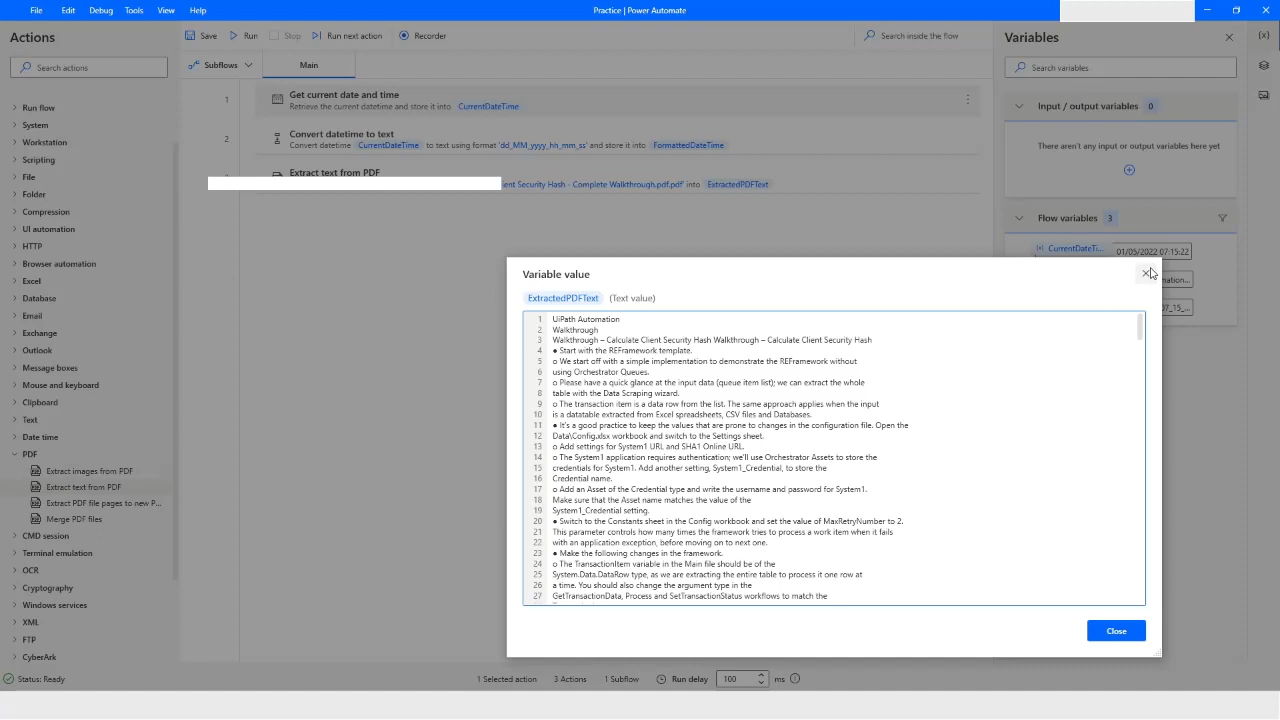 File Edit Debug Tools View Help
Practice | Power Automate
Actions
Search actions
Run flow
System
Workstation
Scripting
File
Folder
Compression
UI automation
HTTP
Browser automation
Excel
Database
Email
Exchange
Outlook
Message boxes
Mouse and keyboard
Clipboard
Text
Date time
PDF
Extract images from PDF
Extract text from PDF
Extract PDF file pages to new P...
Merge PDF files
CMD session
Terminal emulation
OCR
Cryptography
Windows services
XML
FTP
CyberArk
Save Run Stop Run next action Recorder
Search inside the flow
Subflows Main
1 Get current date and time
Retrieve the current datetime and store it into CurrentDateTime
2 Convert datetime to text
Convert datetime CurrentDateTime to text using format 'dd_MM_yyyy_hh_mm_ss' and store it into FormattedDateTime
Extract text from PDF
ient Security Hash - Complete Walkthrough.pdf.pdf' into ExtractedPDFText
Variables
Search variables
Input / output variables 0
There aren't any input or output variables here yet
Flow variables 3
CurrentDateTi... 01/05/2022 07:15:22
mation...
07_15_...
Variable value
ExtractedPDFText (Text value)
1 UiPath Automation
2 Walkthrough
3 Walkthrough – Calculate Client Security Hash Walkthrough – Calculate Client Security Hash
4 ● Start with the REFramework template.
5 o We start off with a simple implementation to demonstrate the REFramework without
6 using Orchestrator Queues.
7 o Please have a quick glance at the input data (queue item list); we can extract the whole
8 table with the Data Scraping wizard.
9 o The transaction item is a data row from the list. The same approach applies when the input
10 is a datatable extracted from Excel spreadsheets, CSV files and Databases.
11 ● It's a good practice to keep the values that are prone to changes in the configuration file. Open the
12 Data\Config.xlsx workbook and switch to the Settings sheet.
13 o Add settings for System1 URL and SHA1 Online URL.
14 o The System1 application requires authentication; we'll use Orchestrator Assets to store the
15 credentials for System1. Add another setting, System1_Credential, to store the
16 Credential name.
17 o Add an Asset of the Credential type and write the username and password for System1.
18 Make sure that the Asset name matches the value of the
19 System1_Credential setting.
20 ● Switch to the Constants sheet in the Config workbook and set the value of MaxRetryNumber to 2.
21 This parameter controls how many times the framework tries to process a work item when it fails
22 with an application exception, before moving on to next one.
23 ● Make the following changes in the framework.
24 o The TransactionItem variable in the Main file should be of the
25 System.Data.DataRow type, as we are extracting the entire table to process it one row at
26 a time. You should also change the argument type in the
27 GetTransactionData, Process and SetTransactionStatus workflows to match the
Close
Status: Ready 1 Selected action 3 Actions 1 Subflow Run delay 100 ms